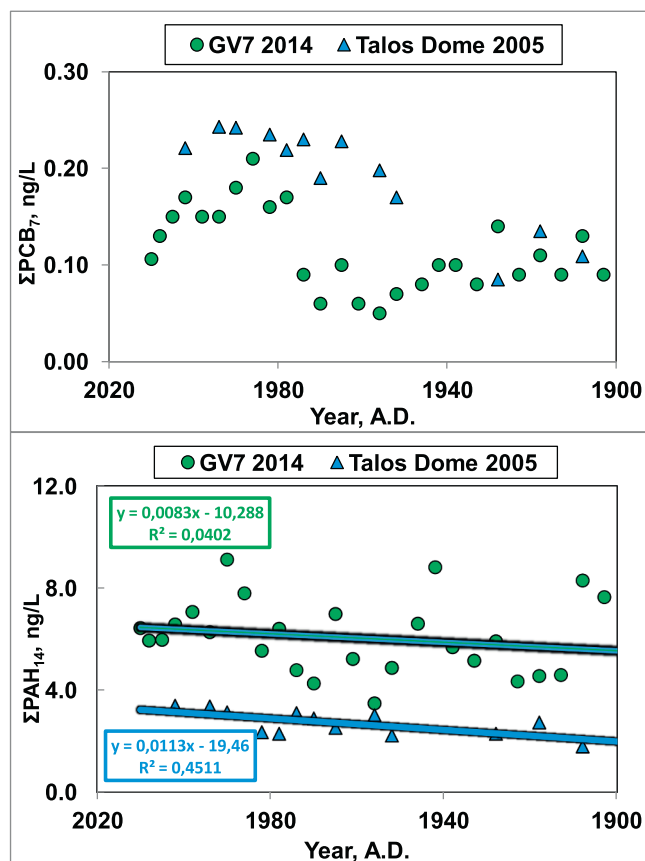 GV7 2014 Talos Dome 2005
0.30
0.20
0.10
0.00
ΣPCB₇, ng/L
2020 1980 1940 1900
Year, A.D.
GV7 2014 Talos Dome 2005
12.0
8.0
4.0
0.0
ΣPAH₁₄, ng/L
y = 0,0083x - 10,288
R² = 0,0402
y = 0,0113x - 19,46
R² = 0,4511
2020 1980 1940 1900
Year, A.D.